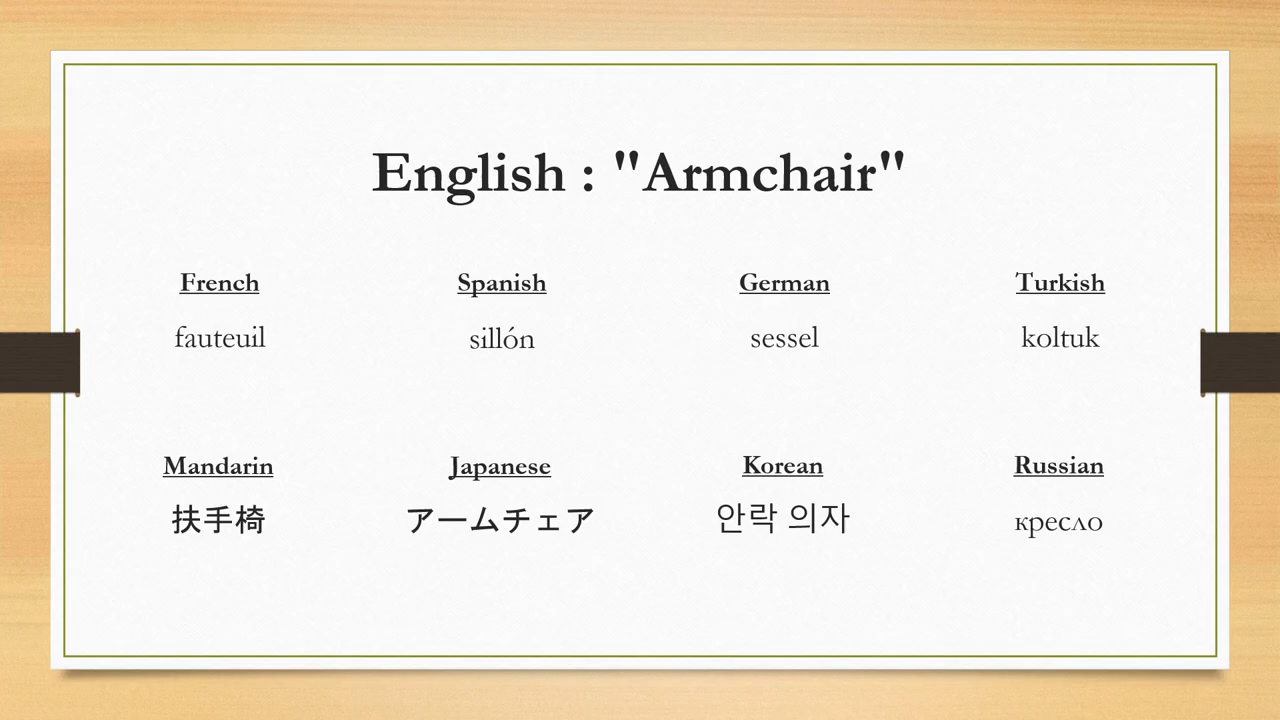 English : "Armchair"
French Spanish German Turkish
fauteuil sillón sessel koltuk
Mandarin Japanese Korean Russian
扶手椅 アームチェア 안락 의자 кресло